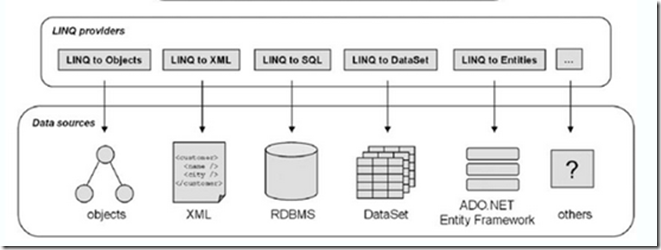 LINQ providers
LINQ to Objects
LINQ to XML
LINQ to SQL
LINQ to DataSet
LINQ to Entities
...
Data sources
<customer>
<name />
<city />
</customer>
?
objects
XML
RDBMS
DataSet
ADO.NET
Entity Framework
others